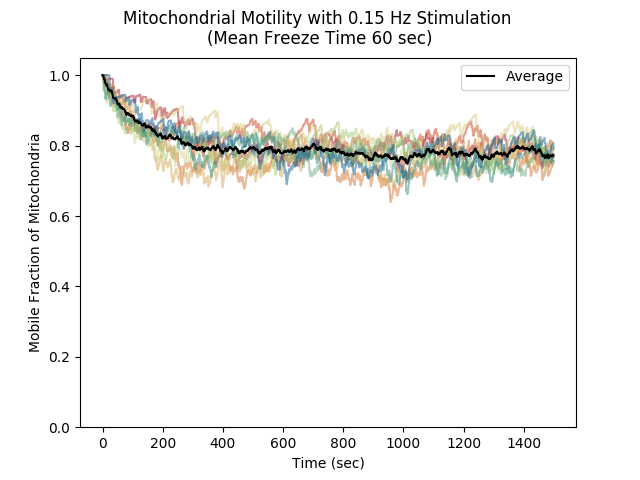 Mitochondrial Motility with 0.15 Hz Stimulation
(Mean Freeze Time 60 sec)
Average
Mobile Fraction of Mitochondria
1.0
0.8
0.6
0.4
0.2
0.0
0 200 400 600 800 1000 1200 1400
Time (sec)